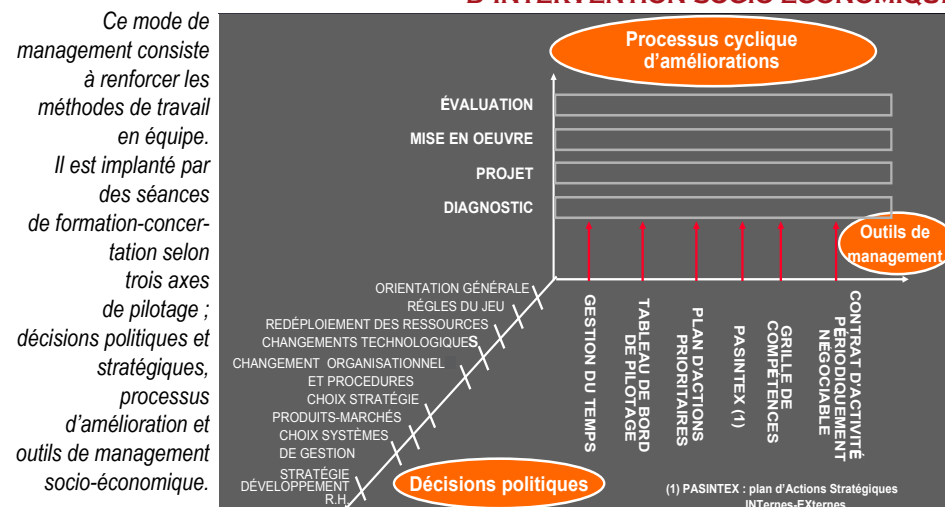 D'INTERVENTION SOCIO-ÉCONOMIQUE
Ce mode de
management consiste
à renforcer les
méthodes de travail
en équipe.
Il est implanté par
des séances
de formation-concer-
tation selon
trois axes
de pilotage ;
décisions politiques et
stratégiques,
processus
d'amélioration et
outils de management
socio-économique.
Processus cyclique
d'améliorations
ÉVALUATION
MISE EN OEUVRE
PROJET
DIAGNOSTIC
Outils de
management
ORIENTATION GÉNÉRALE
RÉGLES DU JEU
REDÉPLOIEMENT DES RESSOURCES
CHANGEMENTS TECHNOLOGIQUES
CHANGEMENT ORGANISATIONNEL
ET PROCEDURES
CHOIX STRATÉGIE
PRODUITS-MARCHÉS
CHOIX SYSTÈMES
DE GESTION
STRATÉGIE
DÉVELOPPEMENT
R.H.
GESTION DU TEMPS
TABLEAU DE BORD
DE PILOTAGE
PLAN D'ACTIONS
PRIORITAIRES
PASINTEX (1)
GRILLE DE
COMPÉTENCES
CONTRAT D'ACTIVITÉ
PÉRIODIQUEMENT
NÉGOCIABLE
Décisions politiques
(1) PASINTEX : plan d'Actions Stratégiques
INTernes-EXternes